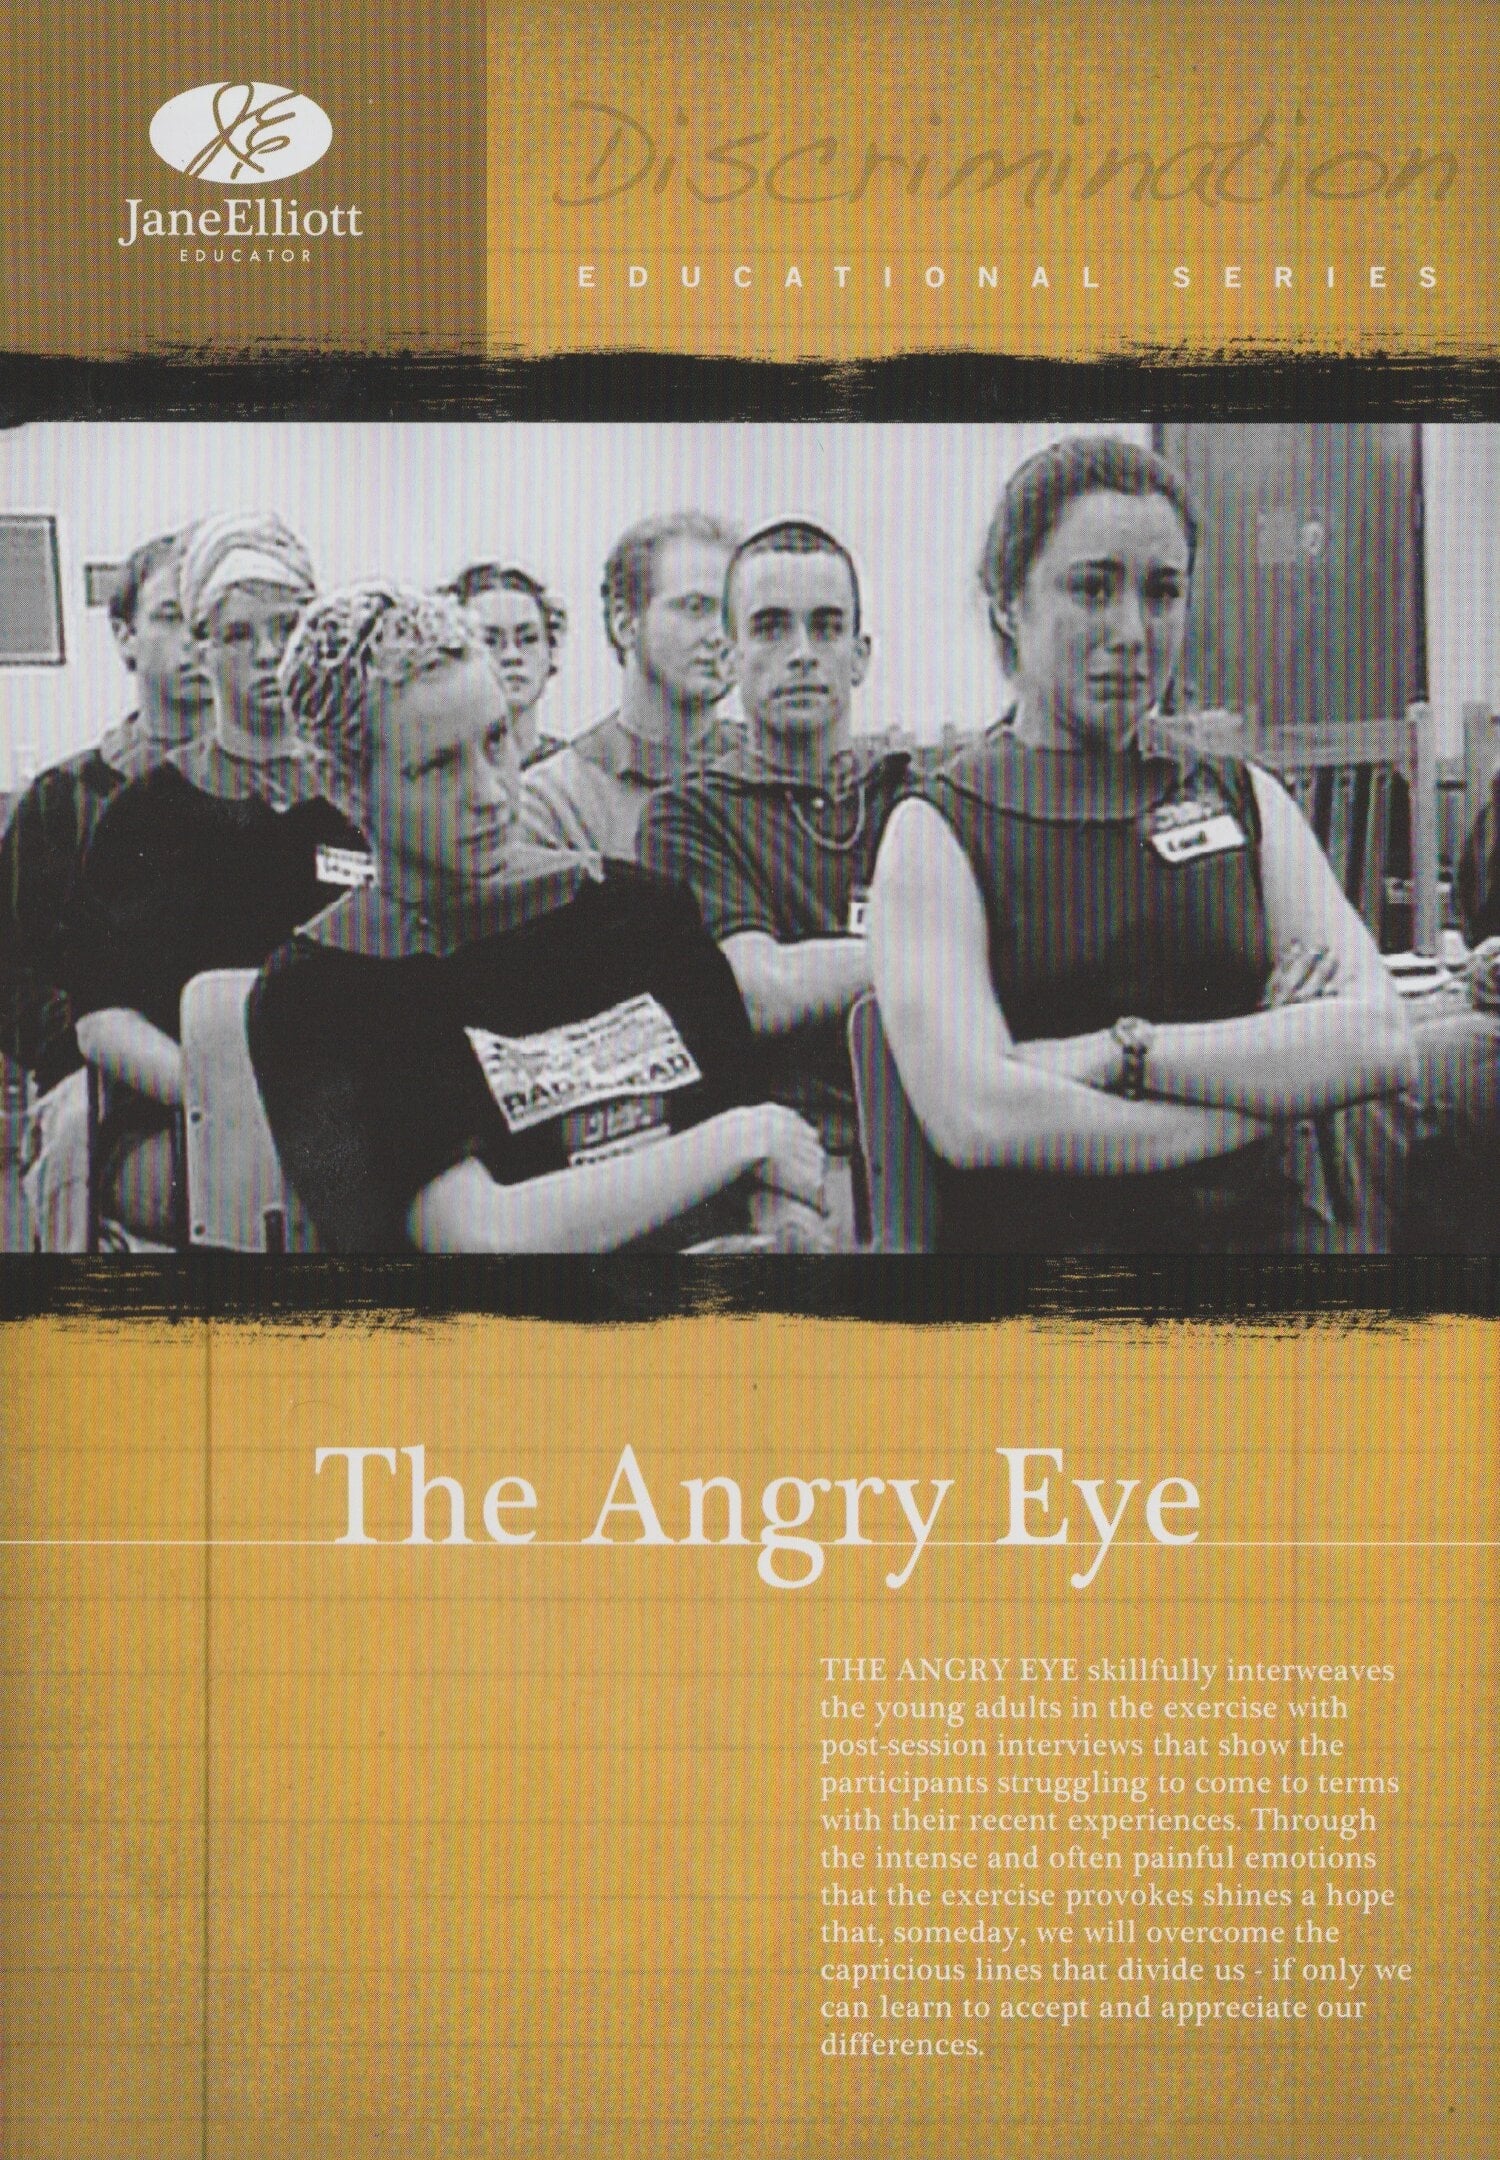 JE
JaneElliott
EDUCATOR
Discrimination
EDUCATIONAL SERIES
The Angry Eye
THE ANGRY EYE skillfully interweaves
the young adults in the exercise with
post-session interviews that show the
participants struggling to come to terms
with their recent experiences. Through
the intense and often painful emotions
that the exercise provokes shines a hope
that, someday, we will overcome the
capricious lines that divide us - if only we
can learn to accept and appreciate our
differences.